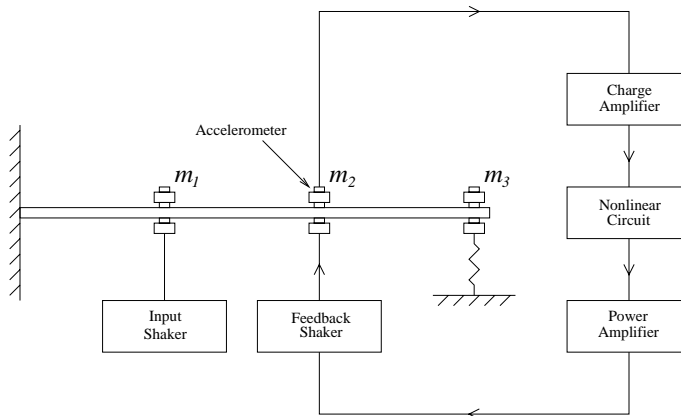 Charge
Amplifier
Accelerometer
m1
m2
m3
Nonlinear
Circuit
Input
Shaker
Feedback
Shaker
Power
Amplifier